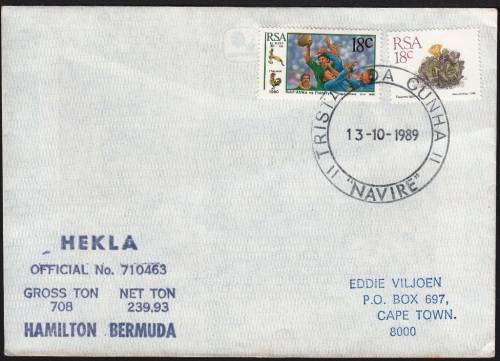 RSA
18c
1980
RSA
18c
TRISTAN DA CUNHA
13-10-1989
"NAVIRE"
HEKLA
OFFICIAL No. 710463
GROSS TON NET TON
708 239.93
HAMILTON BERMUDA
EDDIE VILJOEN
P.O. BOX 697,
CAPE TOWN.
8000